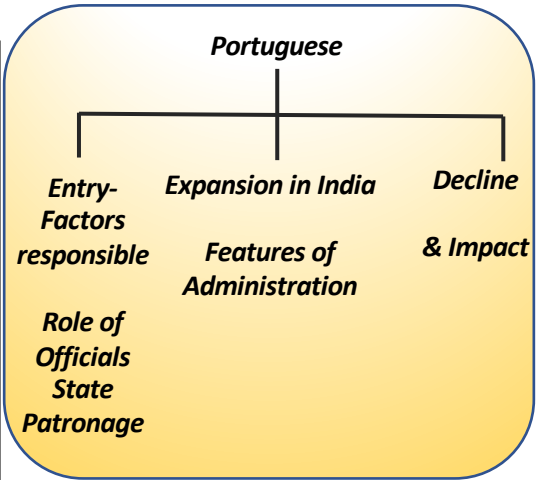 Portuguese
Entry-
Factors
responsible
Role of
Officials
State
Patronage
Expansion in India
Features of
Administration
Decline
& Impact